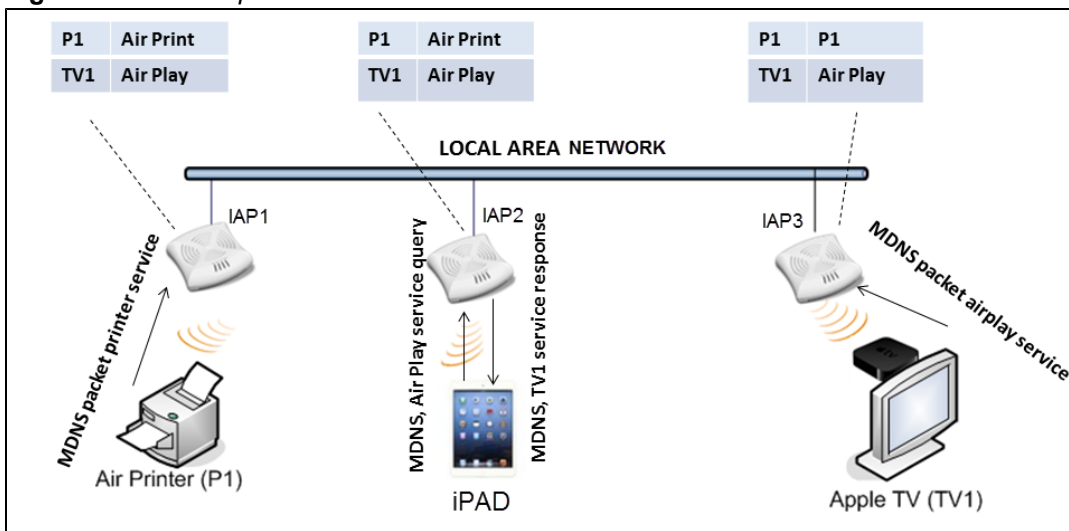 P1 Air Print
TV1 Air Play
P1 Air Print
TV1 Air Play
P1 P1
TV1 Air Play
LOCAL AREA NETWORK
IAP1
IAP2
IAP3
MDNS packet printer service
MDNS, Air Play service query
MDNS, TV1 service response
MDNS packet airplay service
tv
Air Printer (P1)
iPAD
Apple TV (TV1)